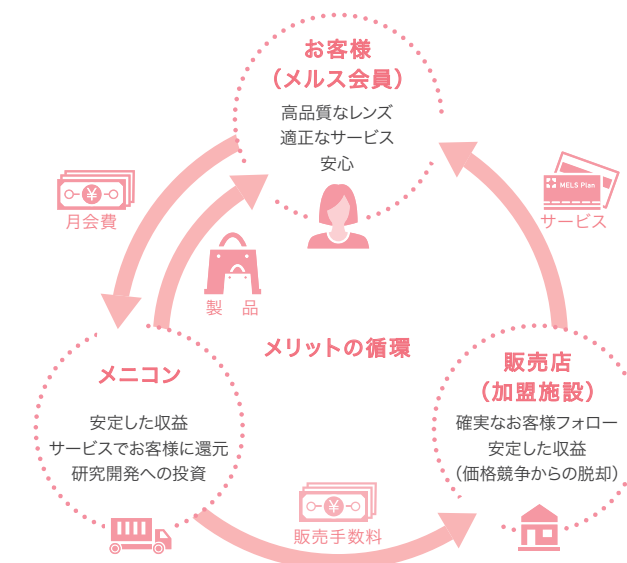 お客様
（メルス会員）
高品質なレンズ
適正なサービス
安心
¥
月会費
MELS Plan
サービス
製　品
メリットの循環
メニコン
安定した収益
サービスでお客様に還元
研究開発への投資
販売店
（加盟施設）
確実なお客様フォロー
安定した収益
（価格競争からの脱却）
¥
販売手数料